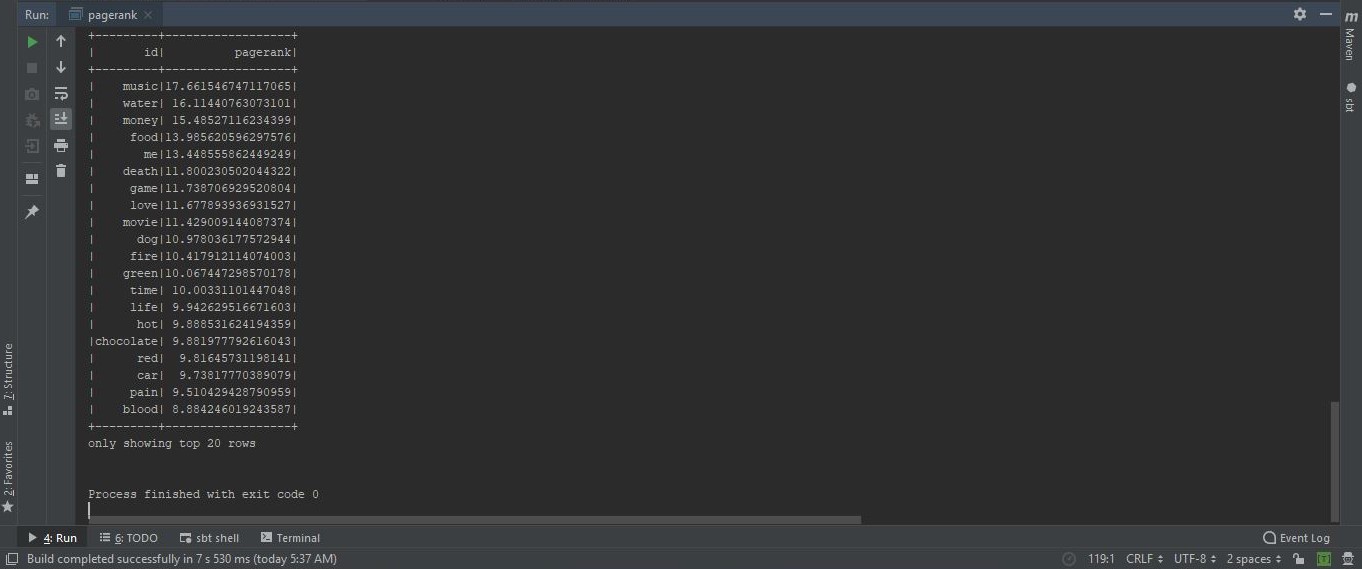 Run: pagerank
+---------+------------------+
|       id|          pagerank|
+---------+------------------+
|    music|17.661546747117065|
|    water| 16.11440763073101|
|    money| 15.48527116234399|
|     food|13.985620596297576|
|       me|13.448555862449249|
|    death|11.800230502044322|
|     game|11.738706929520804|
|     love|11.677893936931527|
|    movie|11.429009144087374|
|      dog|10.978036177572944|
|     fire|10.417912114074003|
|    green|10.067447298570178|
|     time| 10.00331101447048|
|     life| 9.942629516671603|
|      hot| 9.888531624194359|
|chocolate| 9.881977792616043|
|      red|  9.81645731198141|
|      car|  9.73817770389079|
|     pain| 9.510429428790959|
|    blood| 8.884246019243587|
+---------+------------------+
only showing top 20 rows
Process finished with exit code 0
m Maven
sbt
7: Structure
2: Favorites
4: Run 6: TODO sbt shell Terminal Event Log
Build completed successfully in 7 s 530 ms (today 5:37 AM) 119:1 CRLF UTF-8 2 spaces [T]